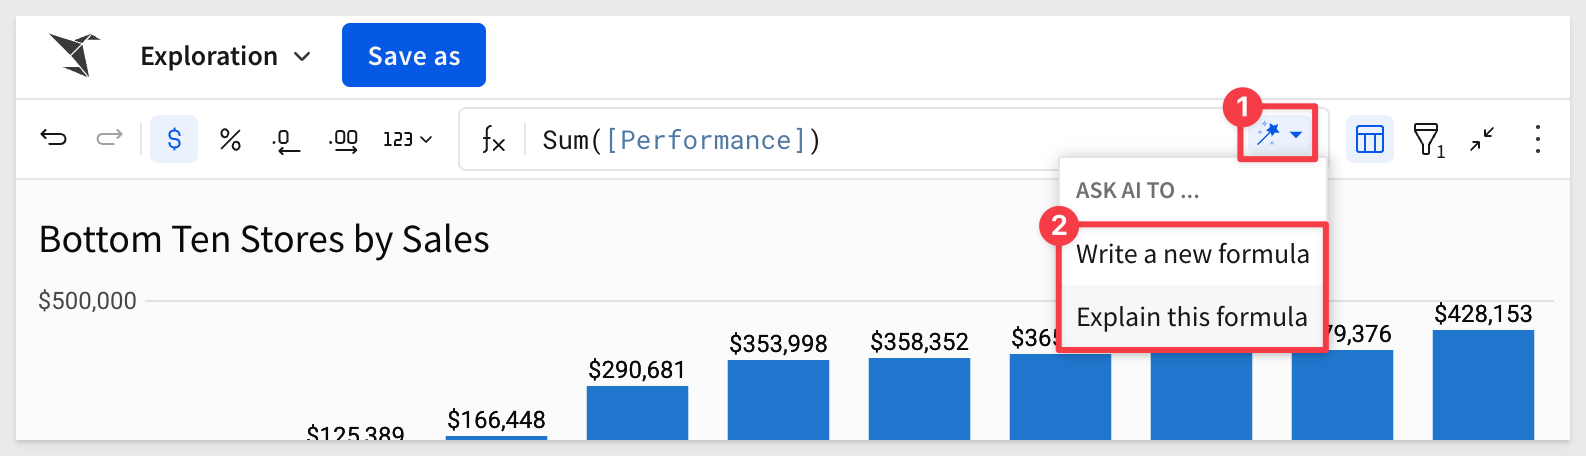 Exploration
Save as
$ % .0 .00 123
fx Sum([Performance])
1
1
ASK AI TO ...
2
Write a new formula
Explain this formula
Bottom Ten Stores by Sales
$500,000
$125,389
$166,448
$290,681
$353,998
$358,352
$365
79,376
$428,153